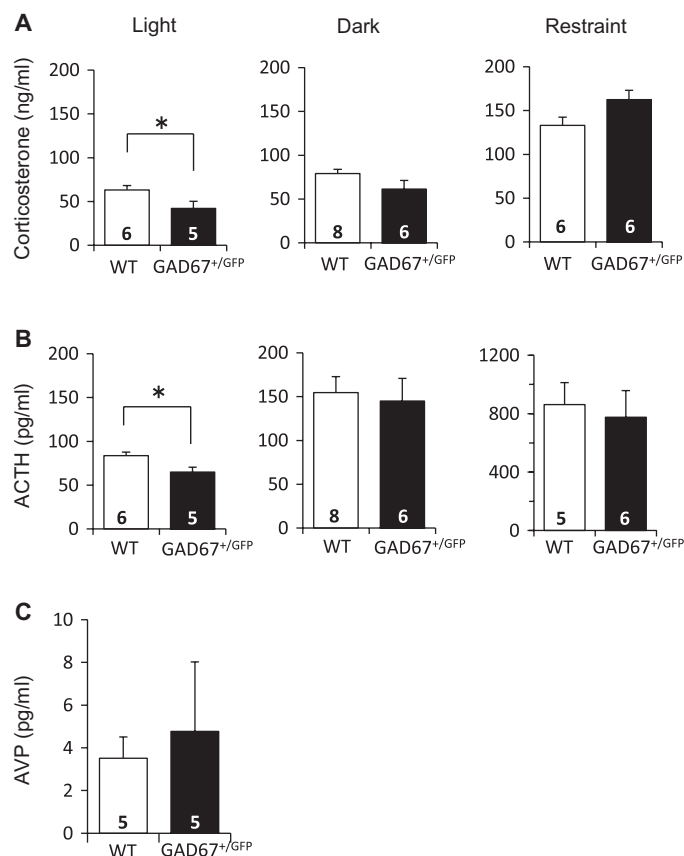 A
Light
Dark
Restraint
Corticosterone (ng/ml)
200
150
100
50
0
*
6
5
WT
GAD67+/GFP
200
150
100
50
0
8
6
WT
GAD67+/GFP
200
150
100
50
0
6
6
WT
GAD67+/GFP
B
ACTH (pg/ml)
200
150
100
50
0
*
6
5
WT
GAD67+/GFP
200
150
100
50
0
8
6
WT
GAD67+/GFP
1200
800
400
0
5
6
WT
GAD67+/GFP
C
AVP (pg/ml)
10
8
6
4
2
0
5
5
WT
GAD67+/GFP